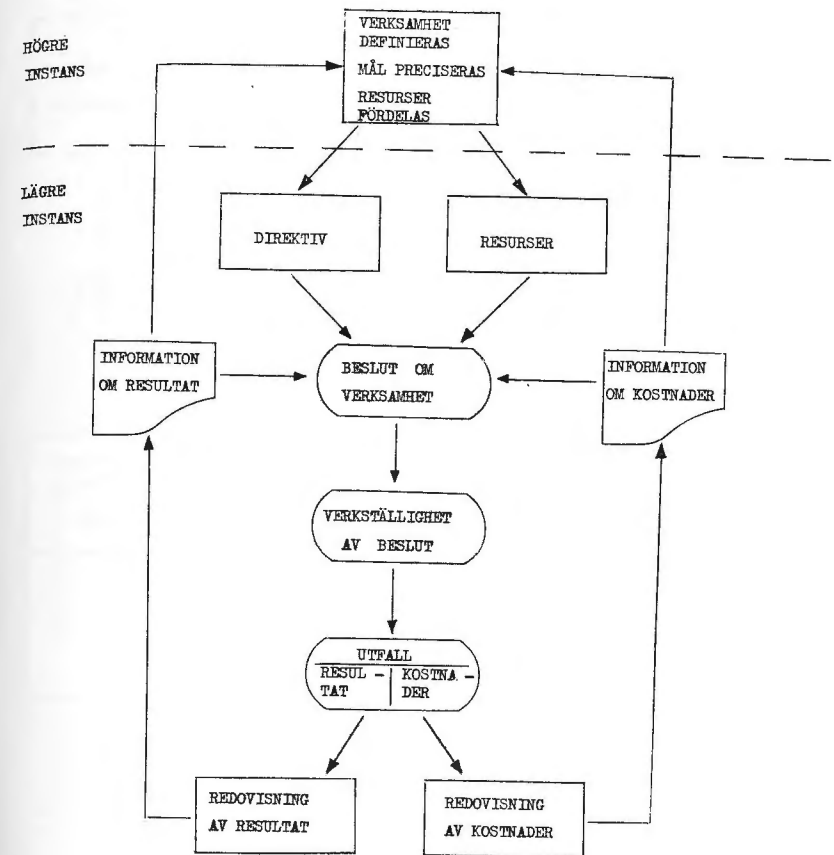 VERKSAMHET
DEFINIERAS
MÅL PRECISERAS
RESURSER
FÖRDELAS
HÖGRE
INSTANS
LÄGRE
INSTANS
DIREKTIV
RESURSER
INFORMATION
OM RESULTAT
BESLUT OM
VERKSAMHET
INFORMATION
OM KOSTNADER
VERKSTÄLLIGHET
AV BESLUT
UTFALL
RESUL-
TAT
KOSTNA-
DER
REDOVISNING
AV RESULTAT
REDOVISNING
AV KOSTNADER